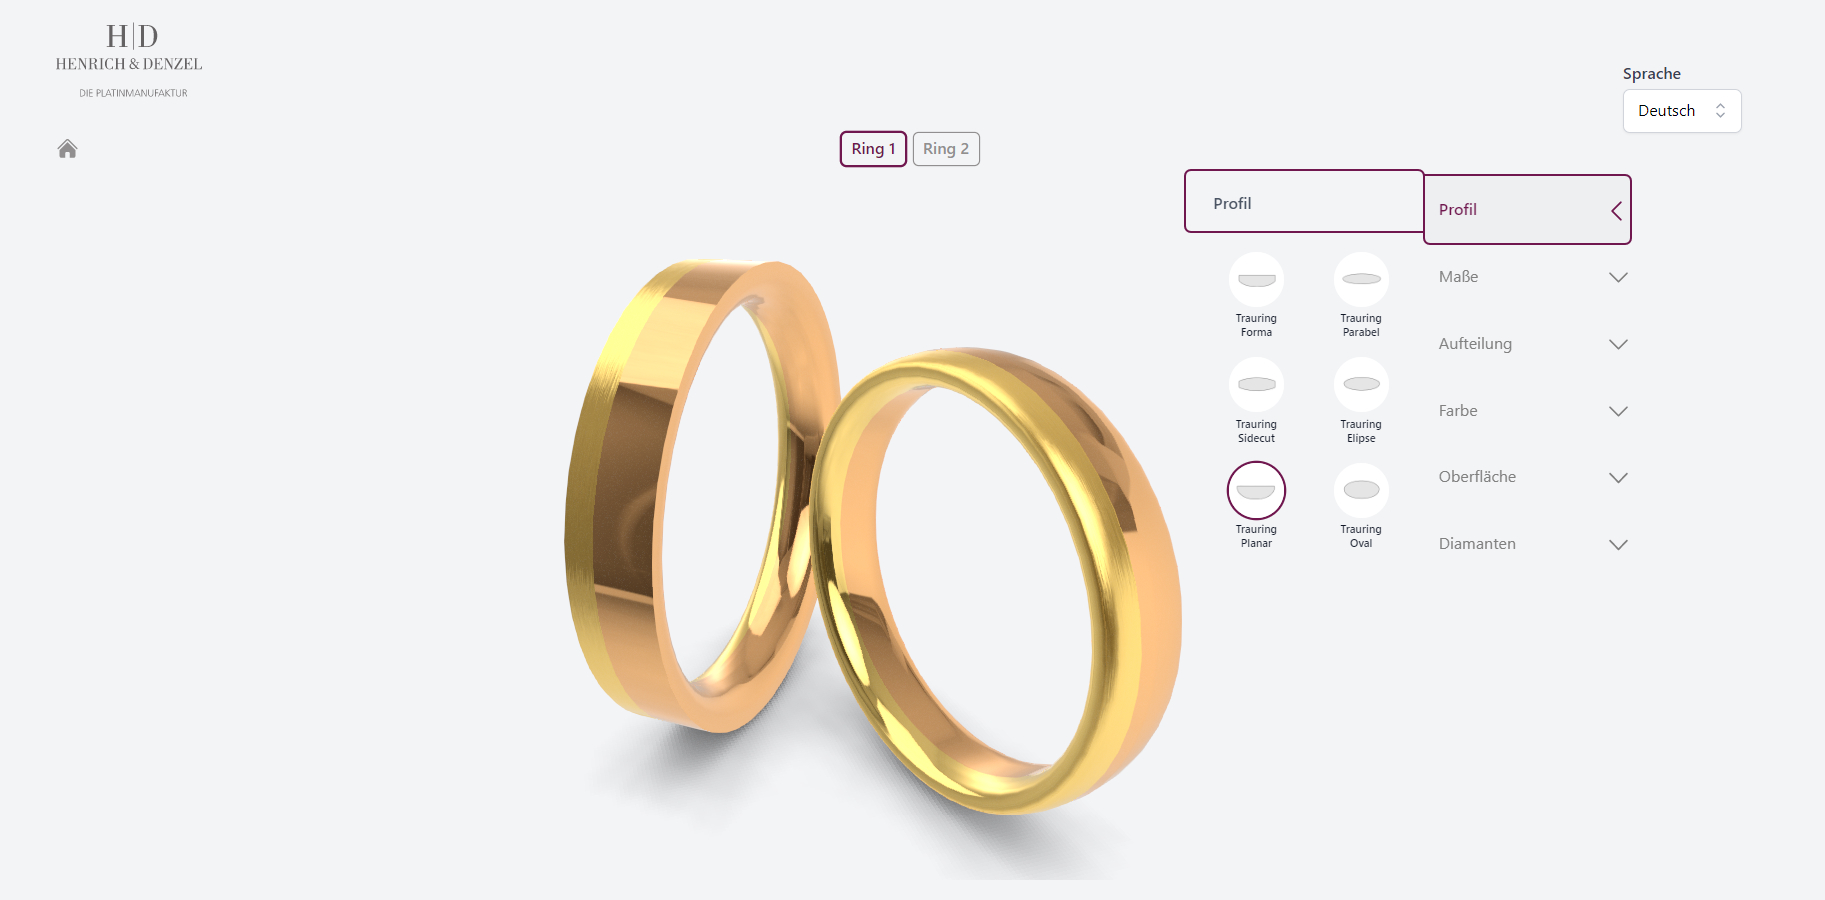 H|D
HENRICH & DENZEL
DIE PLATINMANUFAKTUR
Sprache
Deutsch
Ring 1
Ring 2
Profil
Trauring
Forma
Trauring
Parabel
Trauring
Sidecut
Trauring
Elipse
Trauring
Planar
Trauring
Oval
Profil
Maße
Aufteilung
Farbe
Oberfläche
Diamanten